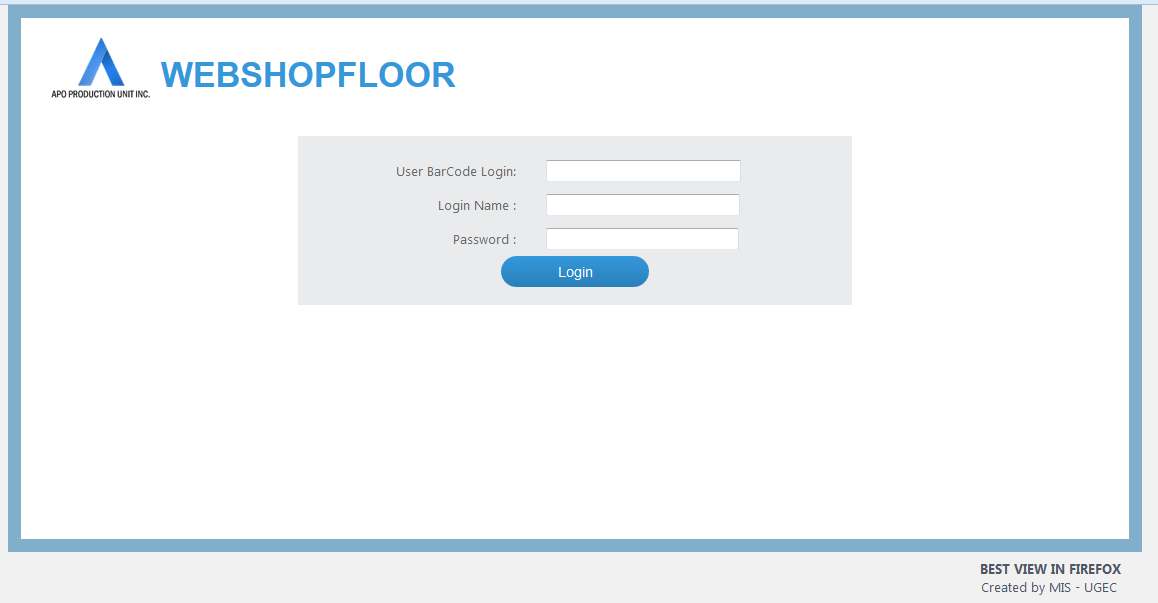 WEBSHOPFLOOR
APO PRODUCTION UNIT INC.
User BarCode Login:
Login Name :
Password :
Login
BEST VIEW IN FIREFOX
Created by MIS - UGEC